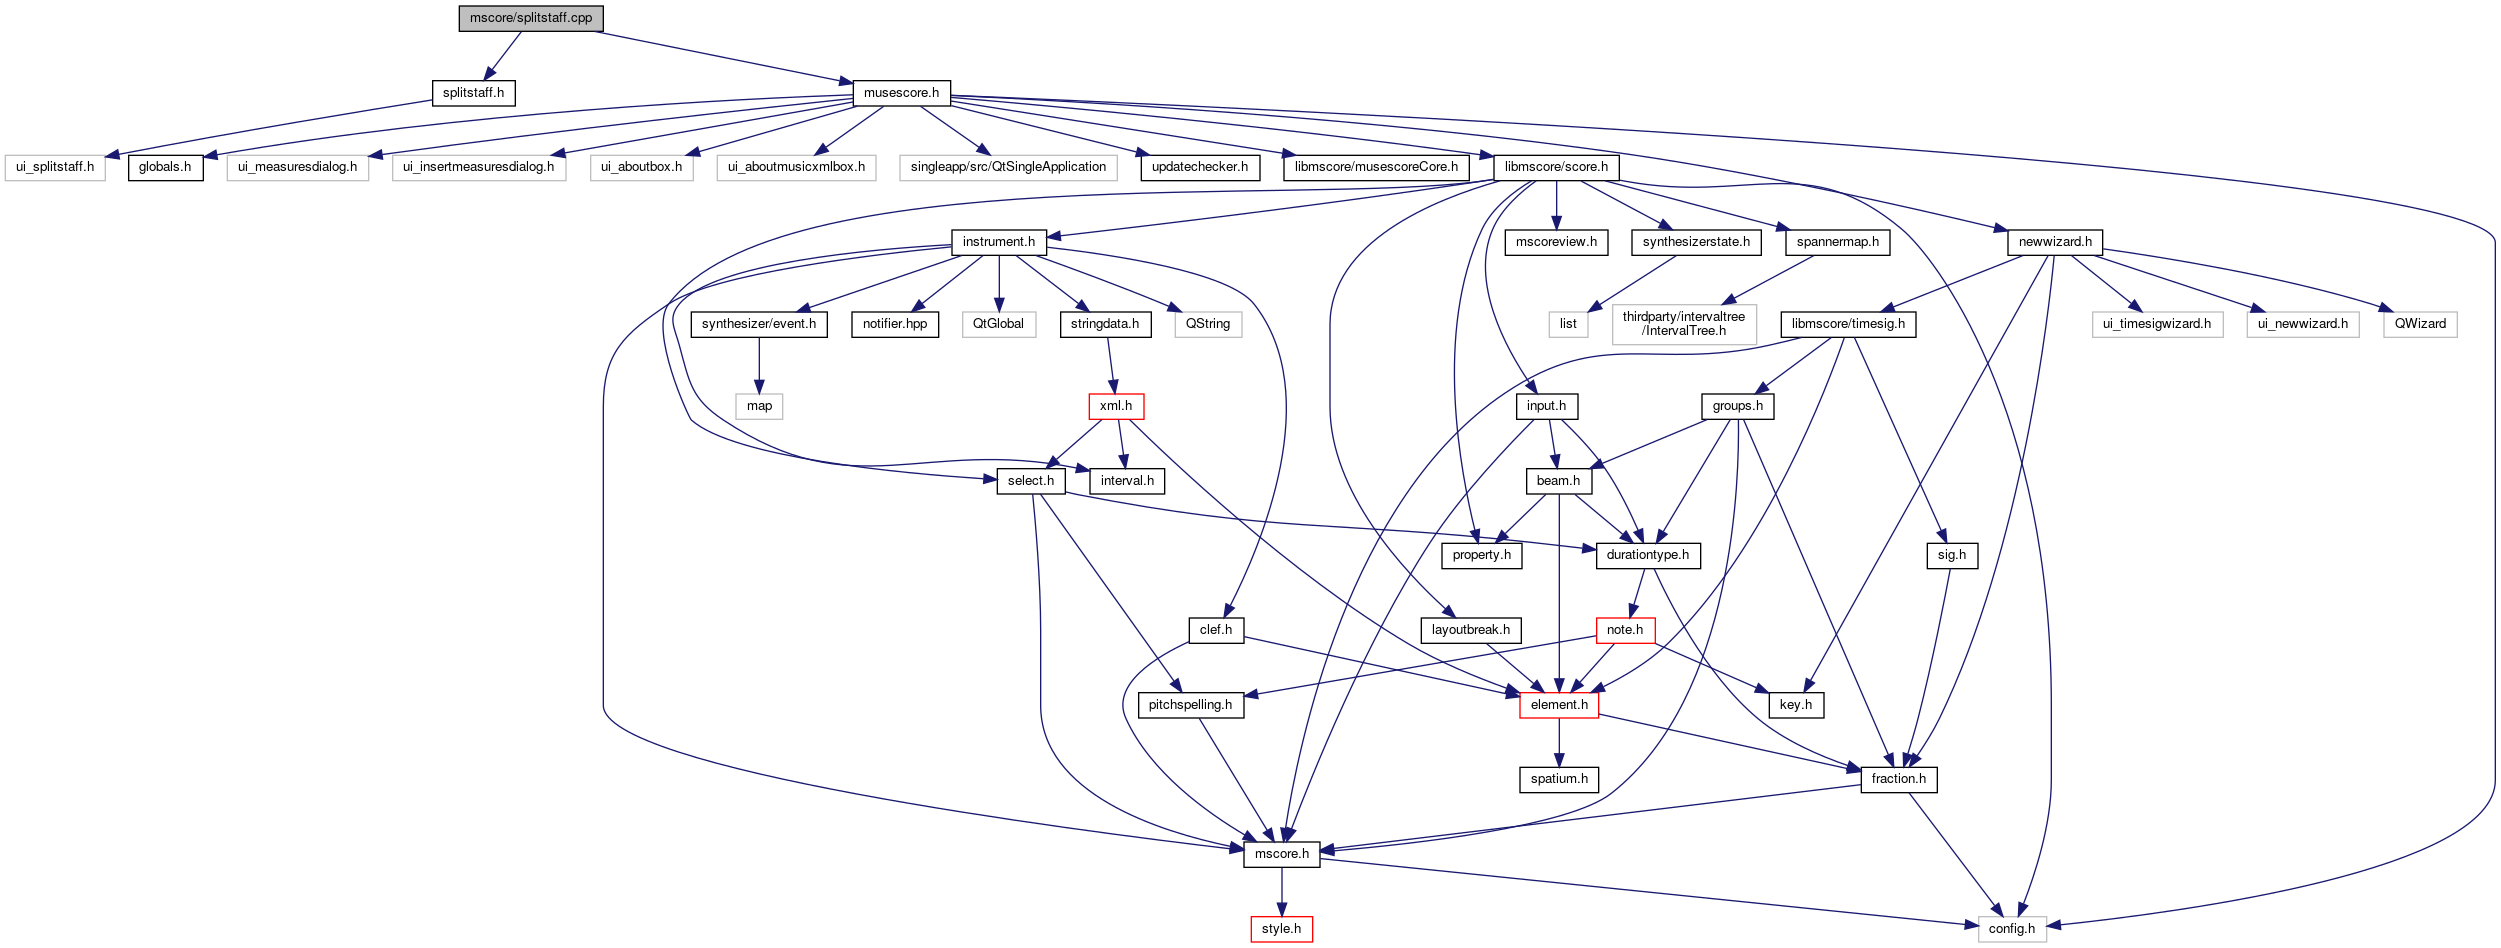 mscore/splitstaff.cpp
splitstaff.h
musescore.h
ui_splitstaff.h
globals.h
ui_measuresdialog.h
ui_insertmeasuresdialog.h
ui_aboutbox.h
ui_aboutmusicxmlbox.h
singleapp/src/QtSingleApplication
updatechecker.h
libmscore/musescoreCore.h
libmscore/score.h
instrument.h
mscoreview.h
synthesizerstate.h
spannermap.h
newwizard.h
synthesizer/event.h
notifier.hpp
QtGlobal
stringdata.h
QString
list
thirdparty/intervaltree
/IntervalTree.h
libmscore/timesig.h
ui_timesigwizard.h
ui_newwizard.h
QWizard
map
xml.h
input.h
groups.h
select.h
interval.h
beam.h
property.h
durationtype.h
sig.h
clef.h
layoutbreak.h
note.h
pitchspelling.h
element.h
key.h
spatium.h
fraction.h
mscore.h
style.h
config.h